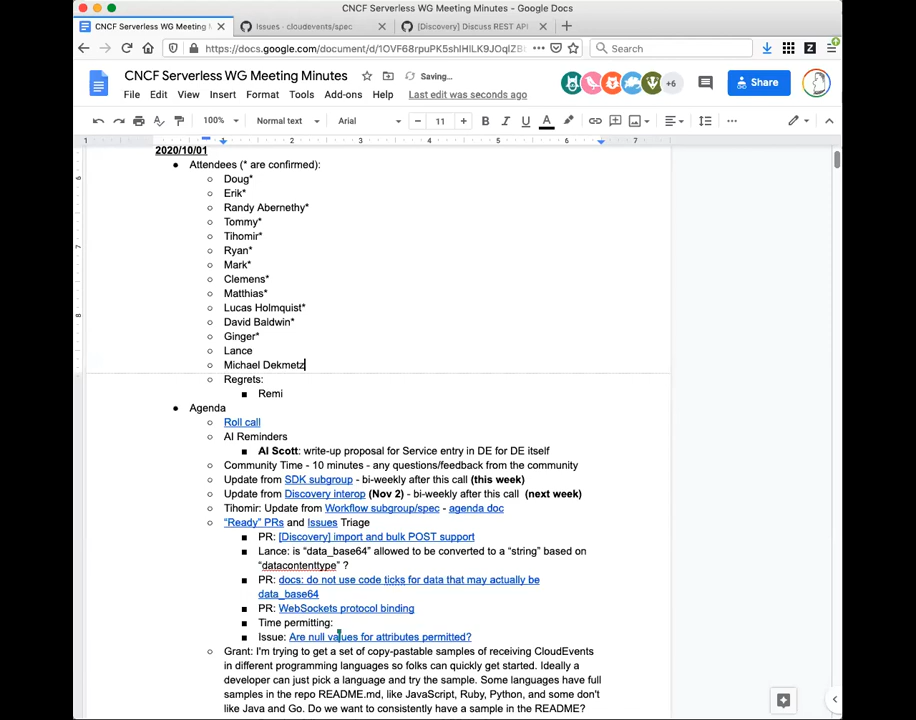 CNCF Serverless WG Meeting Minutes - Google Docs
CNCF Serverless WG Meeting Minutes
Issues · cloudevents/spec
[Discovery] Discuss REST API
https://docs.google.com/document/d/1OVF68rpuPK5shIHILK9JOqIZB
Search
CNCF Serverless WG Meeting Minutes
Saving...
+6
Share
File Edit View Insert Format Tools Add-ons Help Last edit was seconds ago
100% Normal text Arial 11 B I U A
1 2 3 4 5 6 7
2020/10/01
Attendees (* are confirmed):
Doug*
Erik*
Randy Abernethy*
Tommy*
Tihomir*
Ryan*
Mark*
Clemens*
Matthias*
Lucas Holmquist*
David Baldwin*
Ginger*
Lance
Michael Dekmetz
Regrets:
Remi
Agenda
Roll call
AI Reminders
AI Scott: write-up proposal for Service entry in DE for DE itself
Community Time - 10 minutes - any questions/feedback from the community
Update from SDK subgroup - bi-weekly after this call (this week)
Update from Discovery interop (Nov 2) - bi-weekly after this call (next week)
Tihomir: Update from Workflow subgroup/spec - agenda doc
“Ready” PRs and Issues Triage
PR: [Discovery] import and bulk POST support
Lance: is “data_base64” allowed to be converted to a “string” based on
“datacontenttype” ?
PR: docs: do not use code ticks for data that may actually be
data_base64
PR: WebSockets protocol binding
Time permitting:
Issue: Are null values for attributes permitted?
Grant: I'm trying to get a set of copy-pastable samples of receiving CloudEvents
in different programming languages so folks can quickly get started. Ideally a
developer can just pick a language and try the sample. Some languages have full
samples in the repo README.md, like JavaScript, Ruby, Python, and some don't
like Java and Go. Do we want to consistently have a sample in the README?